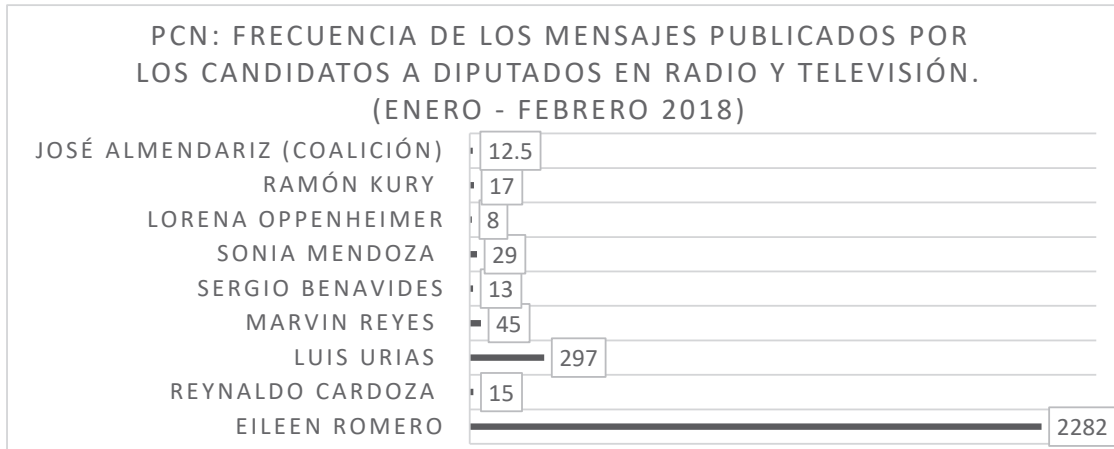 PCN: FRECUENCIA DE LOS MENSAJES PUBLICADOS POR
LOS CANDIDATOS A DIPUTADOS EN RADIO Y TELEVISIÓN.
(ENERO - FEBRERO 2018)
JOSÉ ALMENDARIZ (COALICIÓN) 12.5
RAMÓN KURY 17
LORENA OPPENHEIMER 8
SONIA MENDOZA 29
SERGIO BENAVIDES 13
MARVIN REYES 45
LUIS URIAS 297
REYNALDO CARDOZA 15
EILEEN ROMERO 2282